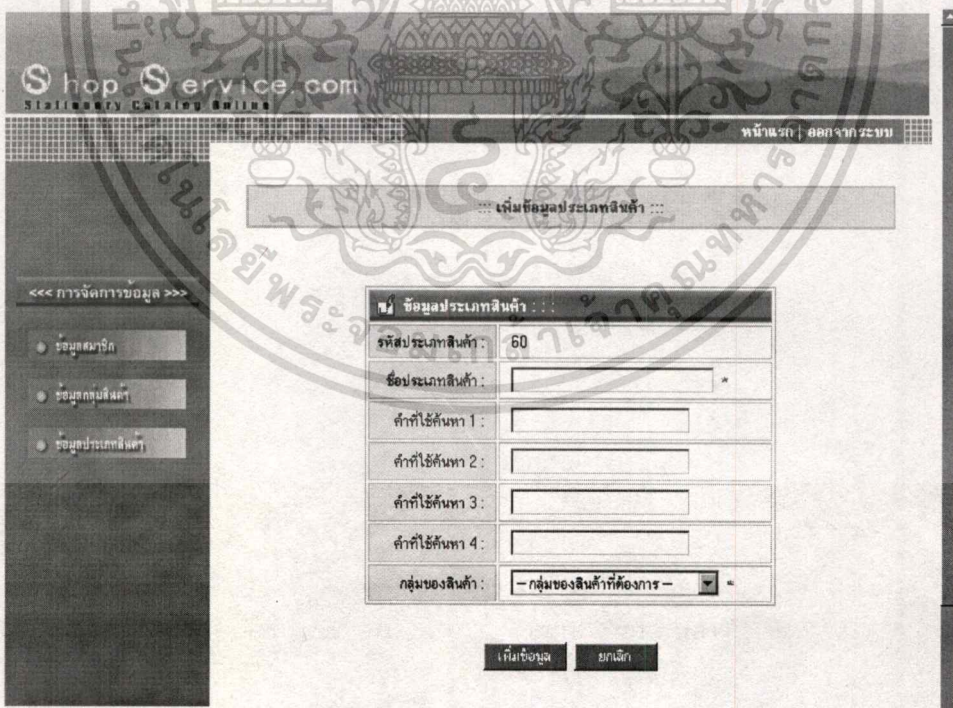 Shop Service.com
Stationery Catalog Online
หน้าแรก | ออกจากระบบ
::: เพิ่มข้อมูลประเภทสินค้า :::
<<< การจัดการข้อมูล >>>
ข้อมูลสมาชิก
ข้อมูลกลุ่มสินค้า
ข้อมูลประเภทสินค้า
ข้อมูลประเภทสินค้า : : :
รหัสประเภทสินค้า : 60
ชื่อประเภทสินค้า : *
คำที่ใช้ค้นหา 1 :
คำที่ใช้ค้นหา 2 :
คำที่ใช้ค้นหา 3 :
คำที่ใช้ค้นหา 4 :
กลุ่มของสินค้า : -- กลุ่มของสินค้าที่ต้องการ -- *
เพิ่มข้อมูล ยกเลิก